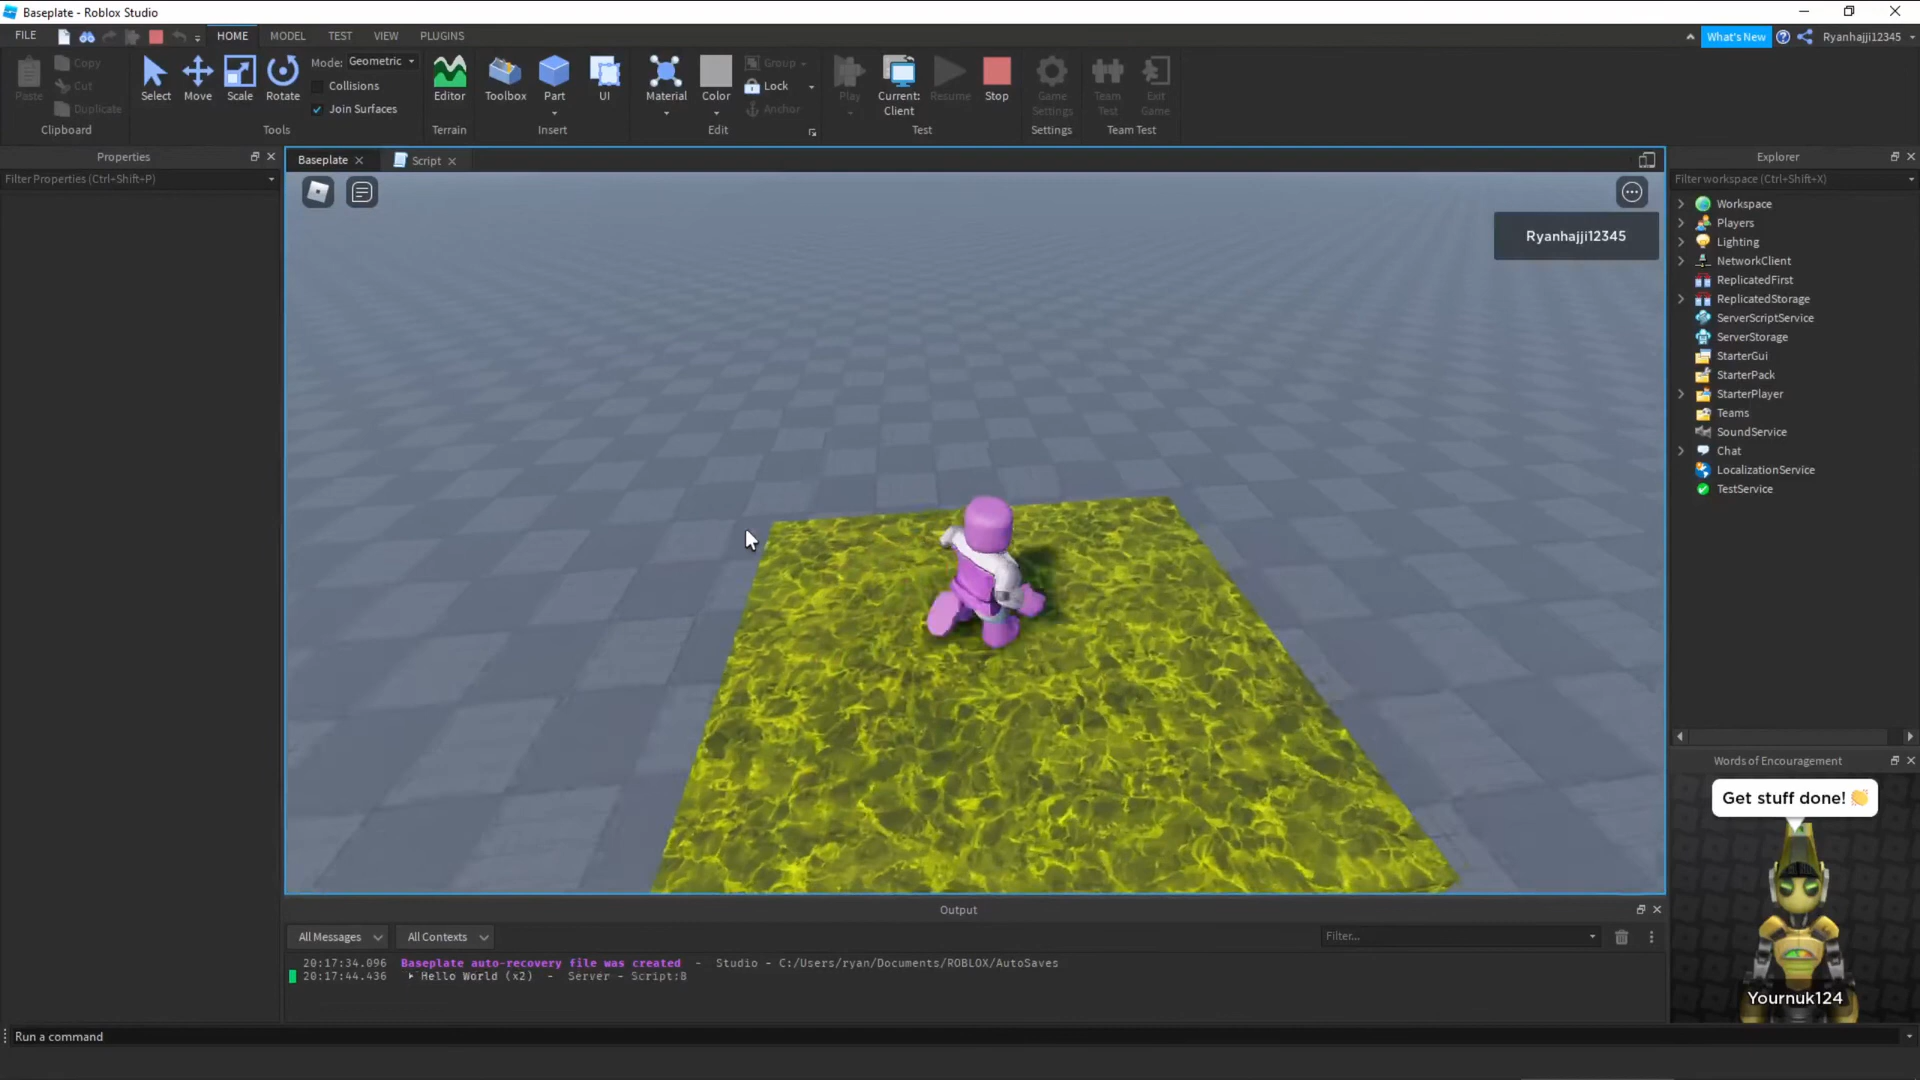 Baseplate - Roblox Studio
FILE HOME MODEL TEST VIEW PLUGINS What's New Ryanhajji12345
Paste Copy Cut Duplicate Clipboard
Select Move Scale Rotate Mode: Geometric Collisions Join Surfaces Tools
Editor Terrain
Toolbox Part UI Insert
Material Color Group Lock Anchor Edit
Play Current: Client Resume Stop Test
Game Settings Settings
Team Test Exit Game Team Test
Properties
Filter Properties (Ctrl+Shift+P)
Baseplate Script
Ryanhajji12345
Explorer
Filter workspace (Ctrl+Shift+X)
Workspace
Players
Lighting
NetworkClient
ReplicatedFirst
ReplicatedStorage
ServerScriptService
ServerStorage
StarterGui
StarterPack
StarterPlayer
Teams
SoundService
Chat
LocalizationService
TestService
Words of Encouragement
Get stuff done! 👏
Yournuk124
Output
All Messages All Contexts Filter...
20:17:34.096 Baseplate auto-recovery file was created - Studio - C:/Users/ryan/Documents/ROBLOX/AutoSaves
20:17:44.436 Hello World (x2) - Server - Script:8
Run a command